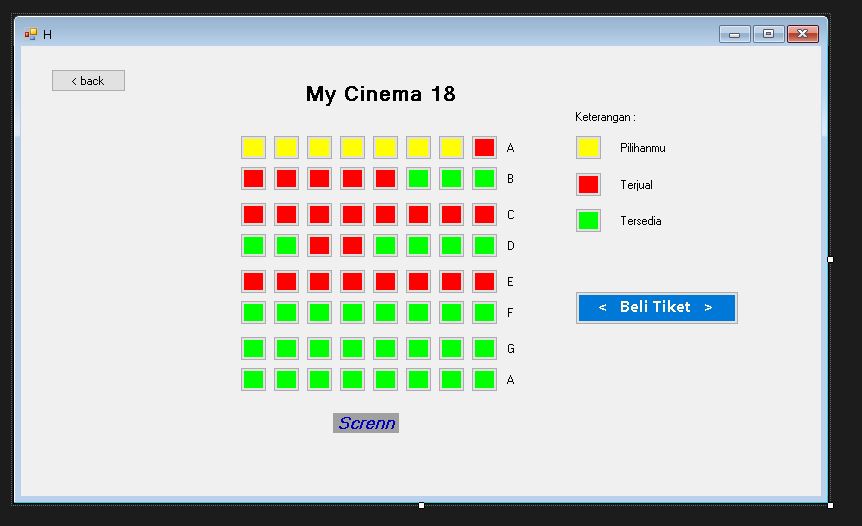 H
< back
My Cinema 18
Keterangan :
A
Pilihanmu
B
Terjual
C
Tersedia
D
E
< Beli Tiket >
F
G
A
Screnn